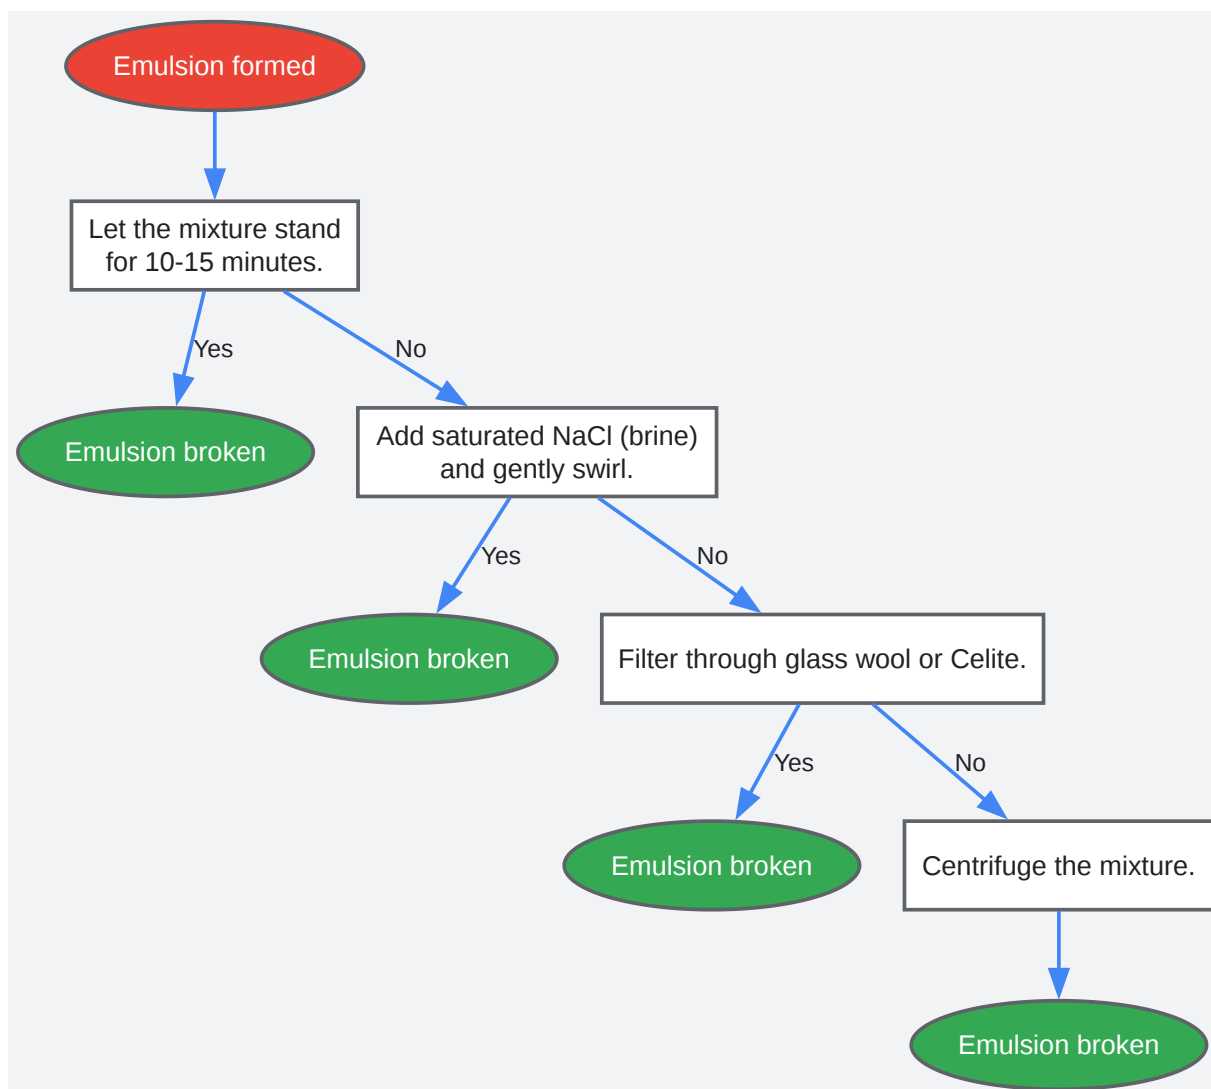 Emulsion formed
Let the mixture stand
for 10-15 minutes.
Yes
No
Emulsion broken
Add saturated NaCl (brine)
and gently swirl.
Yes
No
Emulsion broken
Filter through glass wool or Celite.
Yes
No
Emulsion broken
Centrifuge the mixture.
Emulsion broken